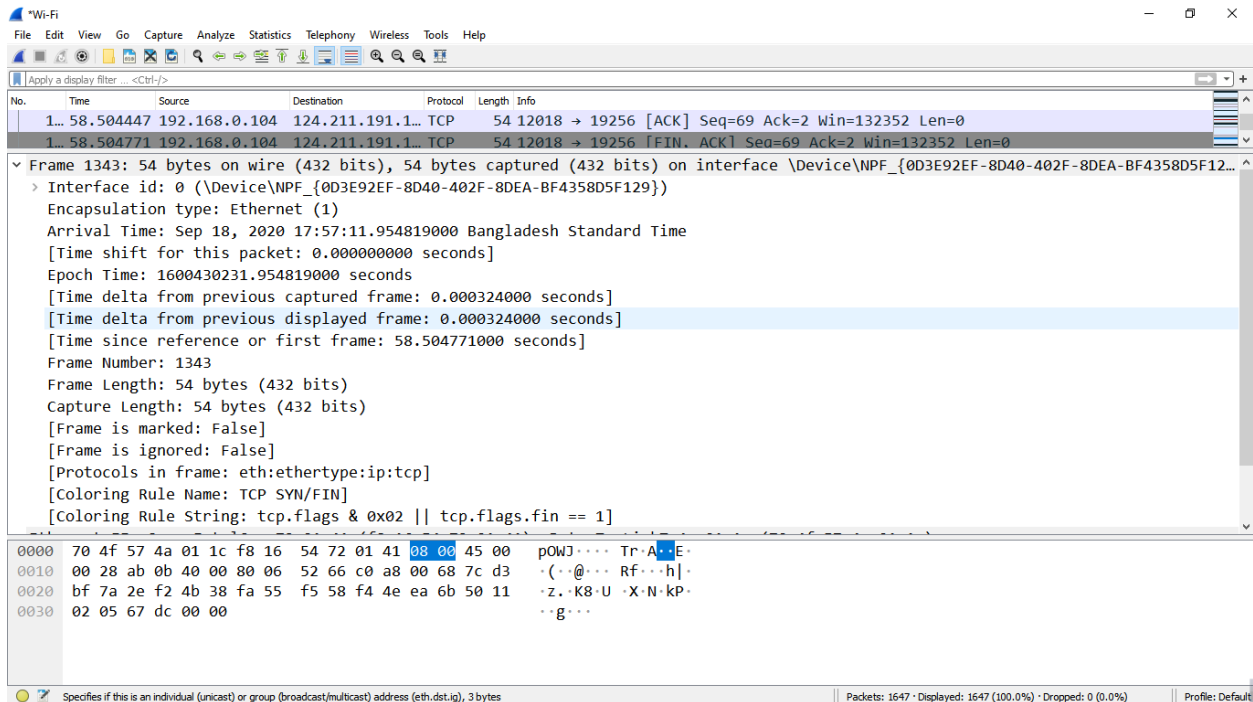 *Wi-Fi
File Edit View Go Capture Analyze Statistics Telephony Wireless Tools Help
Apply a display filter ... <Ctrl-/>
No. Time Source Destination Protocol Length Info
1… 58.504447 192.168.0.104 124.211.191.1… TCP 54 12018 → 19256 [ACK] Seq=69 Ack=2 Win=132352 Len=0
1… 58.504771 192.168.0.104 124.211.191.1… TCP 54 12018 → 19256 [FIN, ACK] Seq=69 Ack=2 Win=132352 Len=0
Frame 1343: 54 bytes on wire (432 bits), 54 bytes captured (432 bits) on interface \Device\NPF_{0D3E92EF-8D40-402F-8DEA-BF4358D5F12…
Interface id: 0 (\Device\NPF_{0D3E92EF-8D40-402F-8DEA-BF4358D5F129})
Encapsulation type: Ethernet (1)
Arrival Time: Sep 18, 2020 17:57:11.954819000 Bangladesh Standard Time
[Time shift for this packet: 0.000000000 seconds]
Epoch Time: 1600430231.954819000 seconds
[Time delta from previous captured frame: 0.000324000 seconds]
[Time delta from previous displayed frame: 0.000324000 seconds]
[Time since reference or first frame: 58.504771000 seconds]
Frame Number: 1343
Frame Length: 54 bytes (432 bits)
Capture Length: 54 bytes (432 bits)
[Frame is marked: False]
[Frame is ignored: False]
[Protocols in frame: eth:ethertype:ip:tcp]
[Coloring Rule Name: TCP SYN/FIN]
[Coloring Rule String: tcp.flags & 0x02 || tcp.flags.fin == 1]
0000 70 4f 57 4a 01 1c f8 16 54 72 01 41 08 00 45 00 pOWJ···· Tr·A··E·
0010 00 28 ab 0b 40 00 80 06 52 66 c0 a8 00 68 7c d3 ·(··@··· Rf···h|·
0020 bf 7a 2e f2 4b 38 fa 55 f5 58 f4 4e ea 6b 50 11 ·z.·K8·U ·X·N·kP·
0030 02 05 67 dc 00 00 ··g···
Specifies if this is an individual (unicast) or group (broadcast/multicast) address (eth.dst.ig), 3 bytes Packets: 1647 · Displayed: 1647 (100.0%) · Dropped: 0 (0.0%) Profile: Default